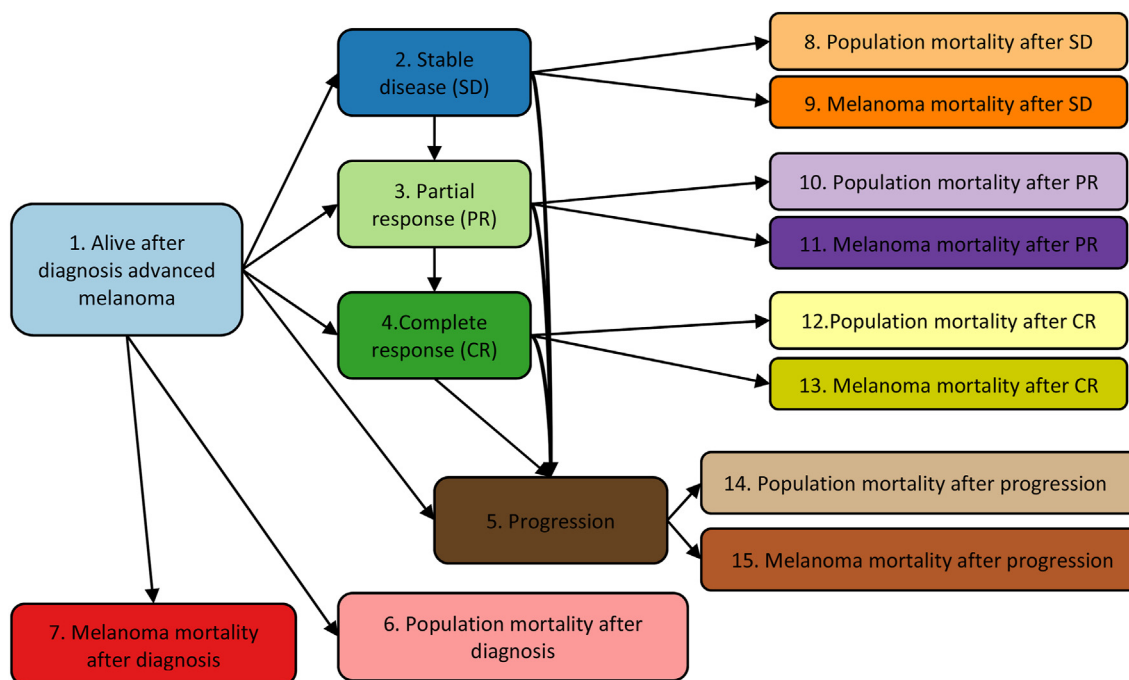 1. Alive after
diagnosis advanced
melanoma
2. Stable
disease (SD)
3. Partial
response (PR)
4.Complete
response (CR)
5. Progression
7. Melanoma mortality
after diagnosis
6. Population mortality after
diagnosis
8. Population mortality after SD
9. Melanoma mortality after SD
10. Population mortality after PR
11. Melanoma mortality after PR
12.Population mortality after CR
13. Melanoma mortality after CR
14. Population mortality after progression
15. Melanoma mortality after progression